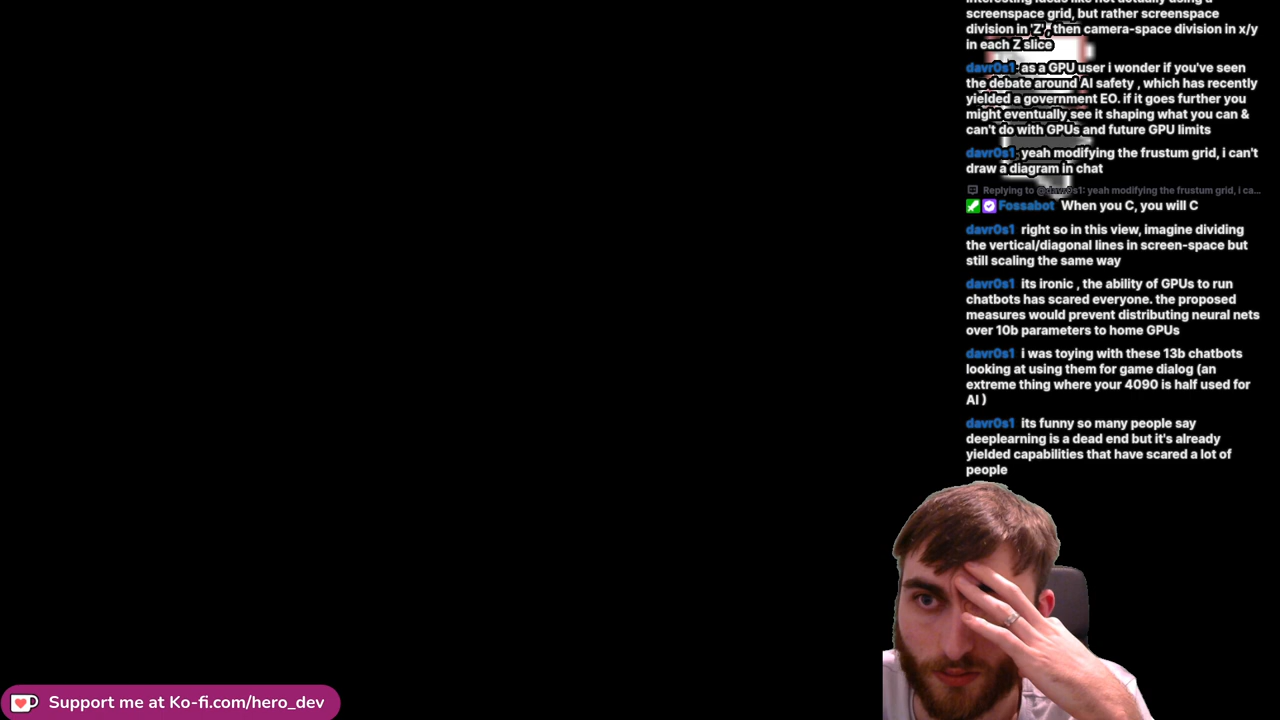 interesting ideas like not actually using a
screenspace grid, but rather screenspace
division in 'Z', then camera-space division in x/y
in each Z slice
davr0s1 as a GPU user i wonder if you've seen
the debate around AI safety , which has recently
yielded a government EO. if it goes further you
might eventually see it shaping what you can &
can't do with GPUs and future GPU limits
davr0s1 yeah modifying the frustum grid, i can't
draw a diagram in chat
Replying to @davr0s1: yeah modifying the frustum grid, i ca...
Fossabot When you C, you will C
davr0s1 right so in this view, imagine dividing
the vertical/diagonal lines in screen-space but
still scaling the same way
davr0s1 its ironic , the ability of GPUs to run
chatbots has scared everyone. the proposed
measures would prevent distributing neural nets
over 10b parameters to home GPUs
davr0s1 i was toying with these 13b chatbots
looking at using them for game dialog (an
extreme thing where your 4090 is half used for
AI )
davr0s1 its funny so many people say
deeplearning is a dead end but it's already
yielded capabilities that have scared a lot of
people
Support me at Ko-fi.com/hero_dev